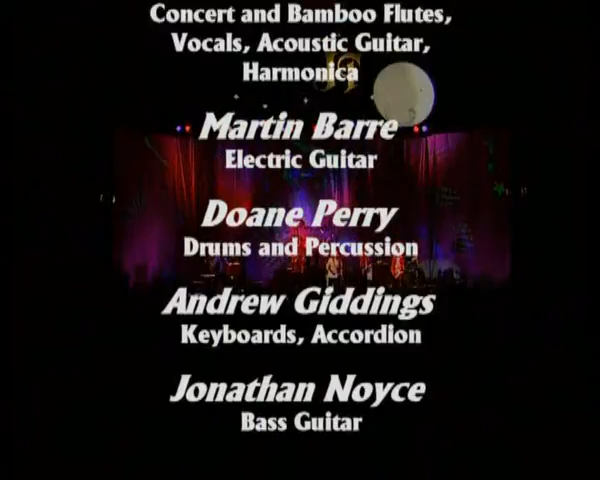 Concert and Bamboo Flutes,
Vocals, Acoustic Guitar,
Harmonica
JT
Martin Barre
Electric Guitar
Doane Perry
Drums and Percussion
Andrew Giddings
Keyboards, Accordion
Jonathan Noyce
Bass Guitar